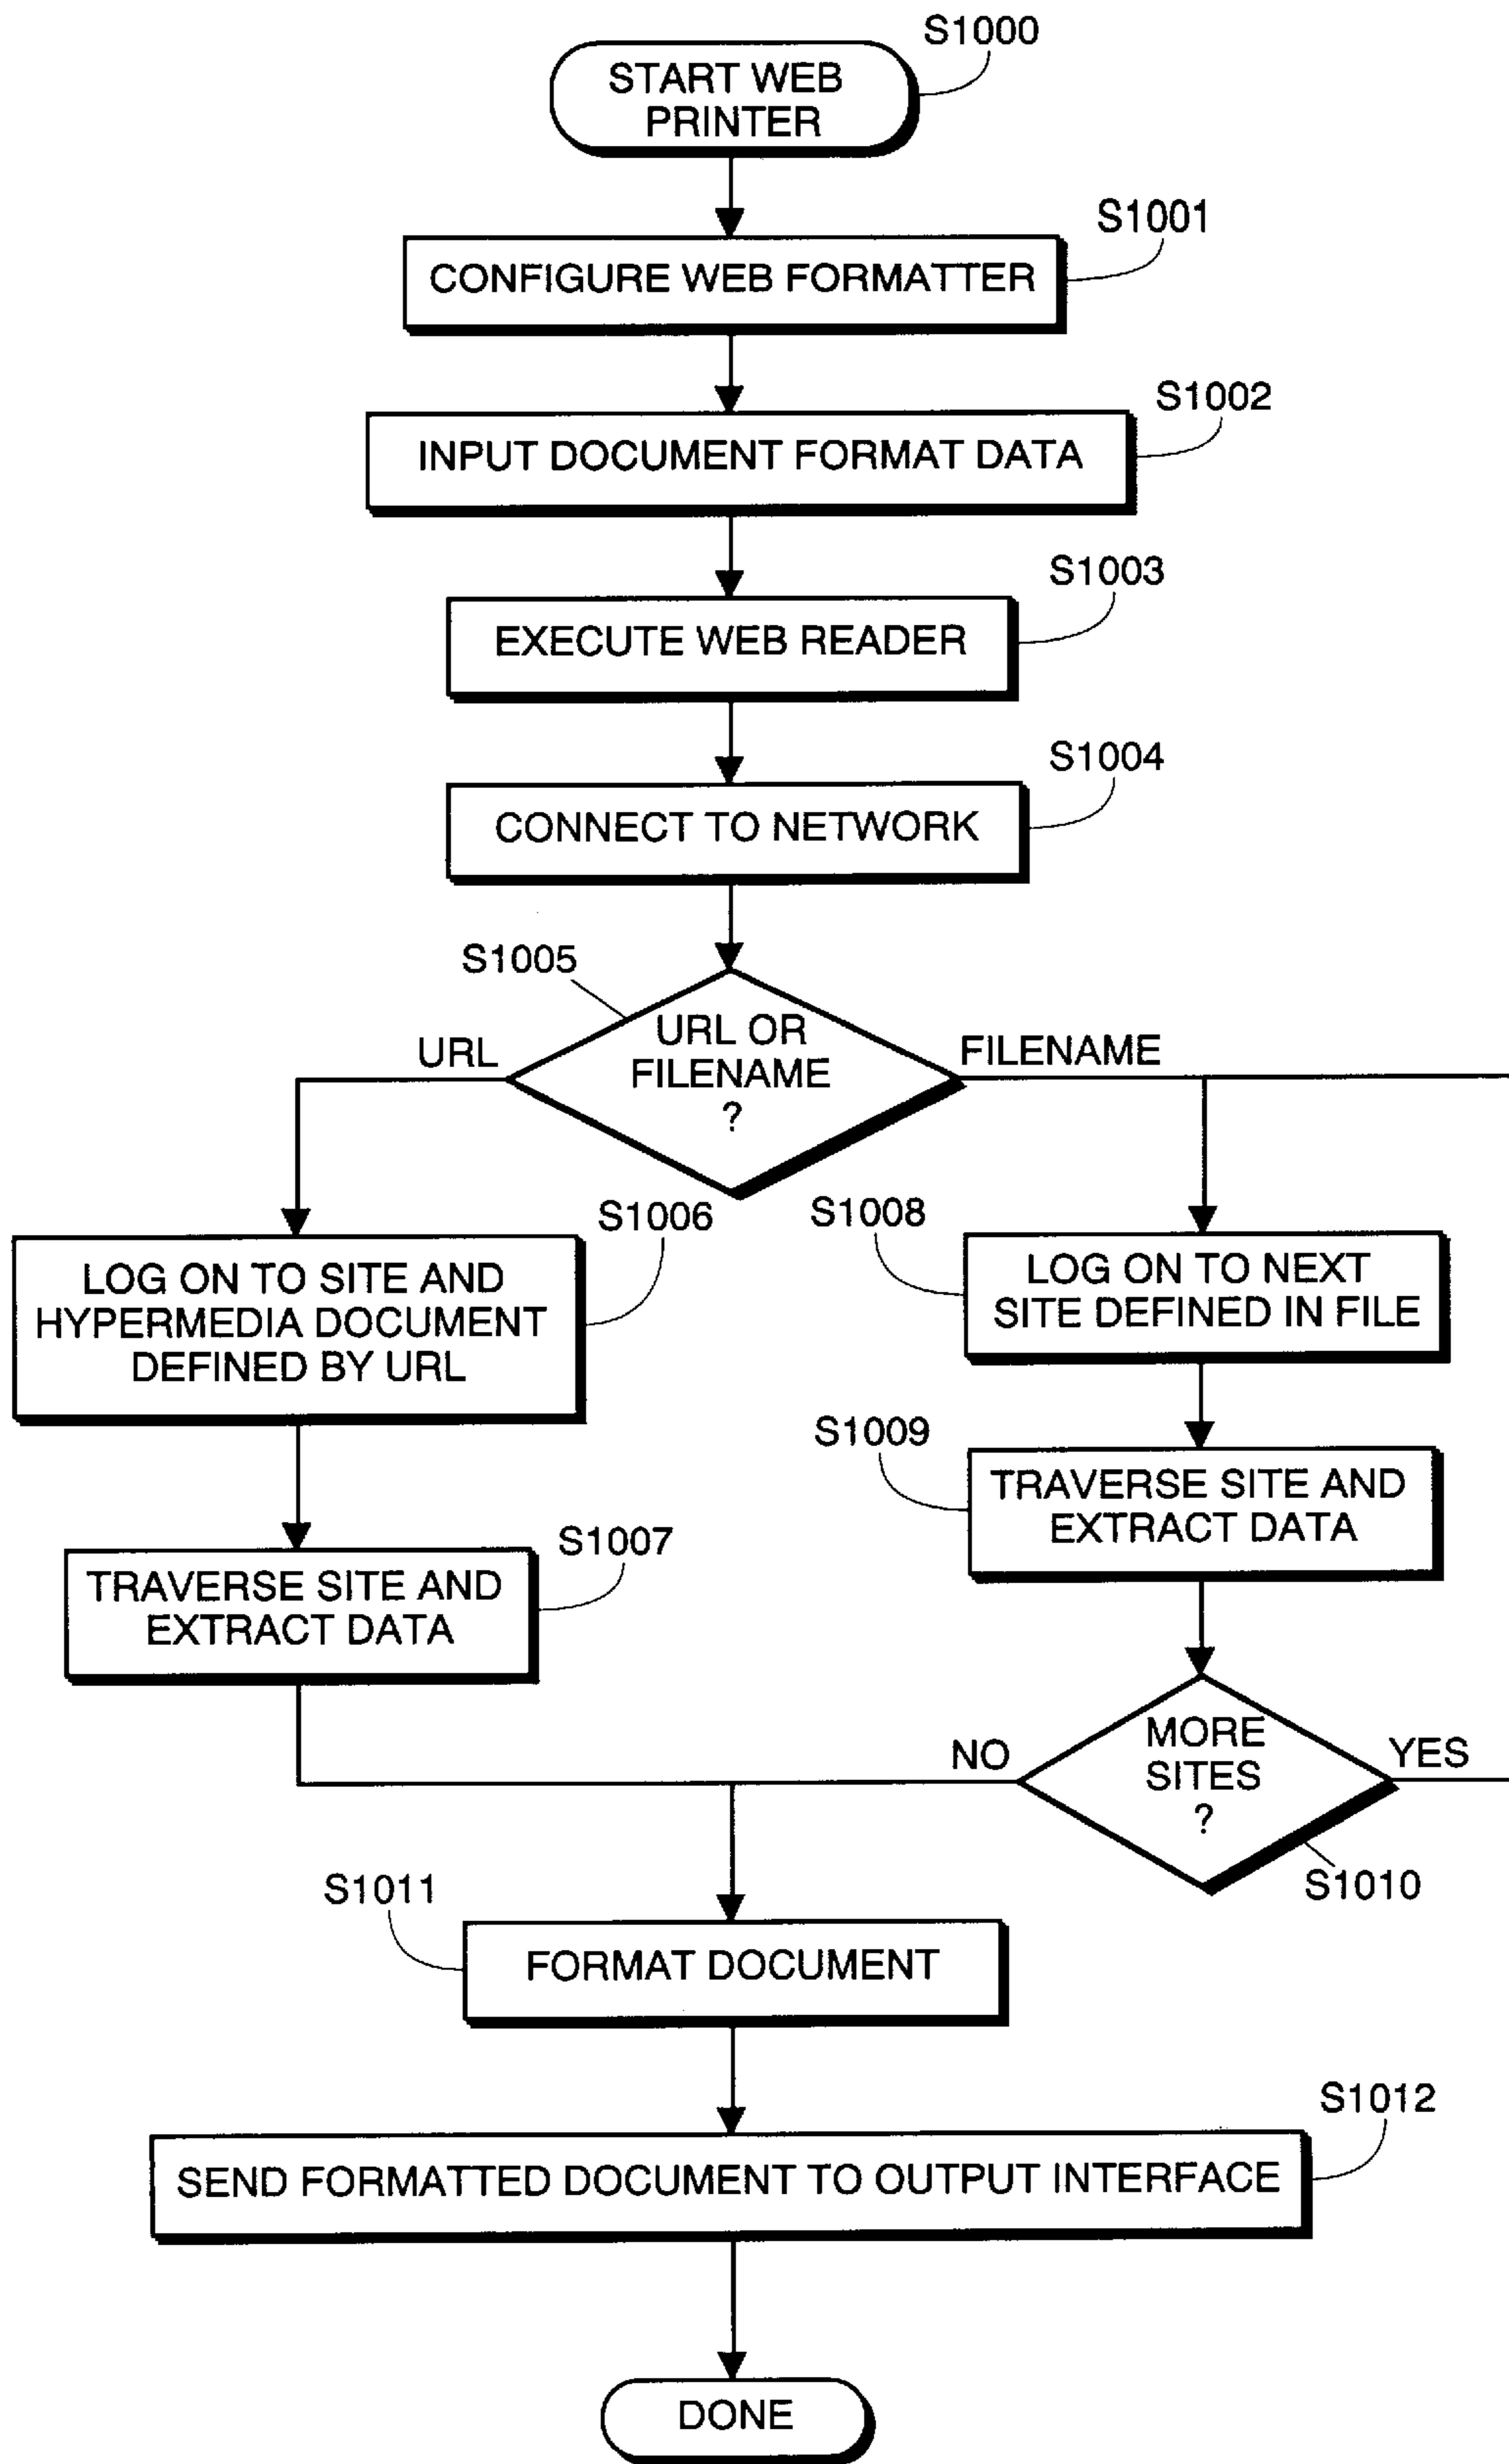 S1000
START WEB
PRINTER
S1001
CONFIGURE WEB FORMATTER
S1002
INPUT DOCUMENT FORMAT DATA
S1003
EXECUTE WEB READER
S1004
CONNECT TO NETWORK
S1005
URL OR
FILENAME
?
URL
FILENAME
S1006
LOG ON TO SITE AND
HYPERMEDIA DOCUMENT
DEFINED BY URL
S1007
TRAVERSE SITE AND
EXTRACT DATA
S1008
LOG ON TO NEXT
SITE DEFINED IN FILE
S1009
TRAVERSE SITE AND
EXTRACT DATA
MORE
SITES
?
NO
YES
S1010
S1011
FORMAT DOCUMENT
S1012
SEND FORMATTED DOCUMENT TO OUTPUT INTERFACE
DONE